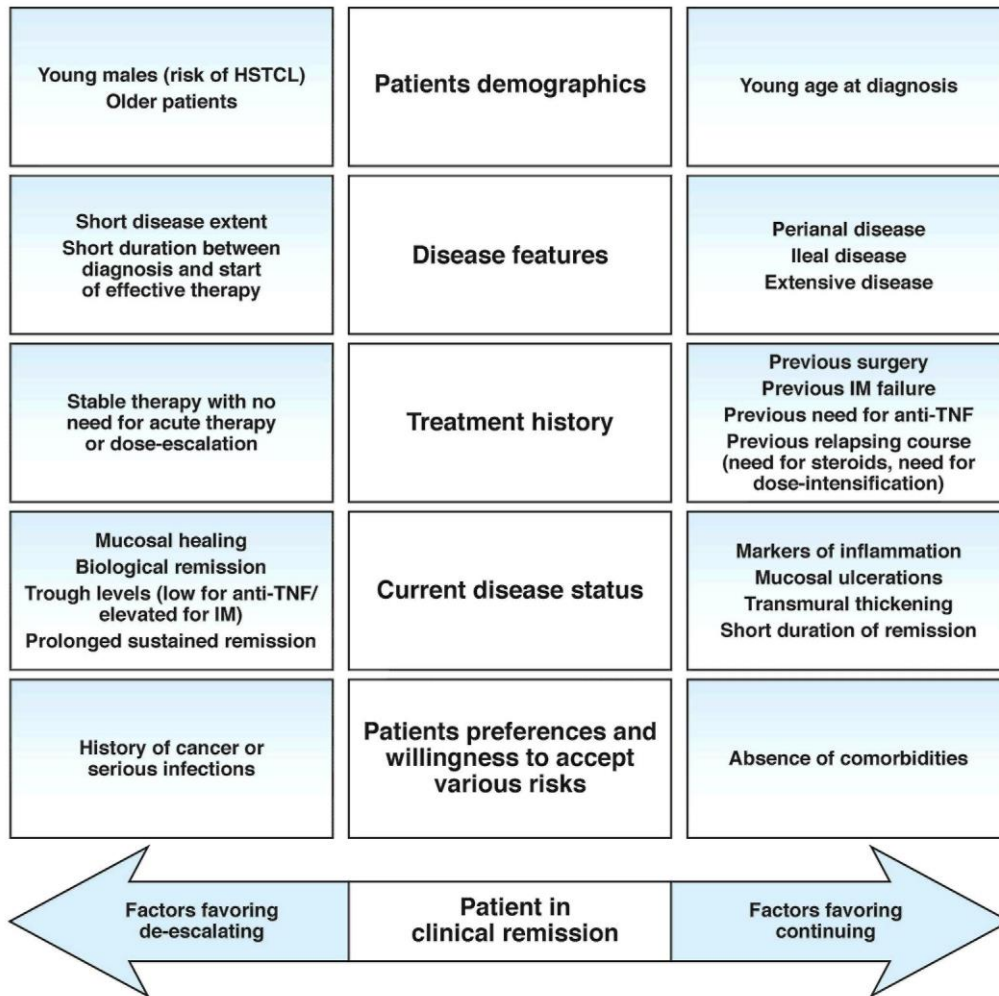 Young males (risk of HSTCL)
Older patients
Patients demographics
Young age at diagnosis
Short disease extent
Short duration between
diagnosis and start
of effective therapy
Disease features
Perianal disease
Ileal disease
Extensive disease
Stable therapy with no
need for acute therapy
or dose-escalation
Treatment history
Previous surgery
Previous IM failure
Previous need for anti-TNF
Previous relapsing course
(need for steroids, need for
dose-intensification)
Mucosal healing
Biological remission
Trough levels (low for anti-TNF/
elevated for IM)
Prolonged sustained remission
Current disease status
Markers of inflammation
Mucosal ulcerations
Transmural thickening
Short duration of remission
History of cancer or
serious infections
Patients preferences and
willingness to accept
various risks
Absence of comorbidities
Factors favoring
de-escalating
Patient in
clinical remission
Factors favoring
continuing